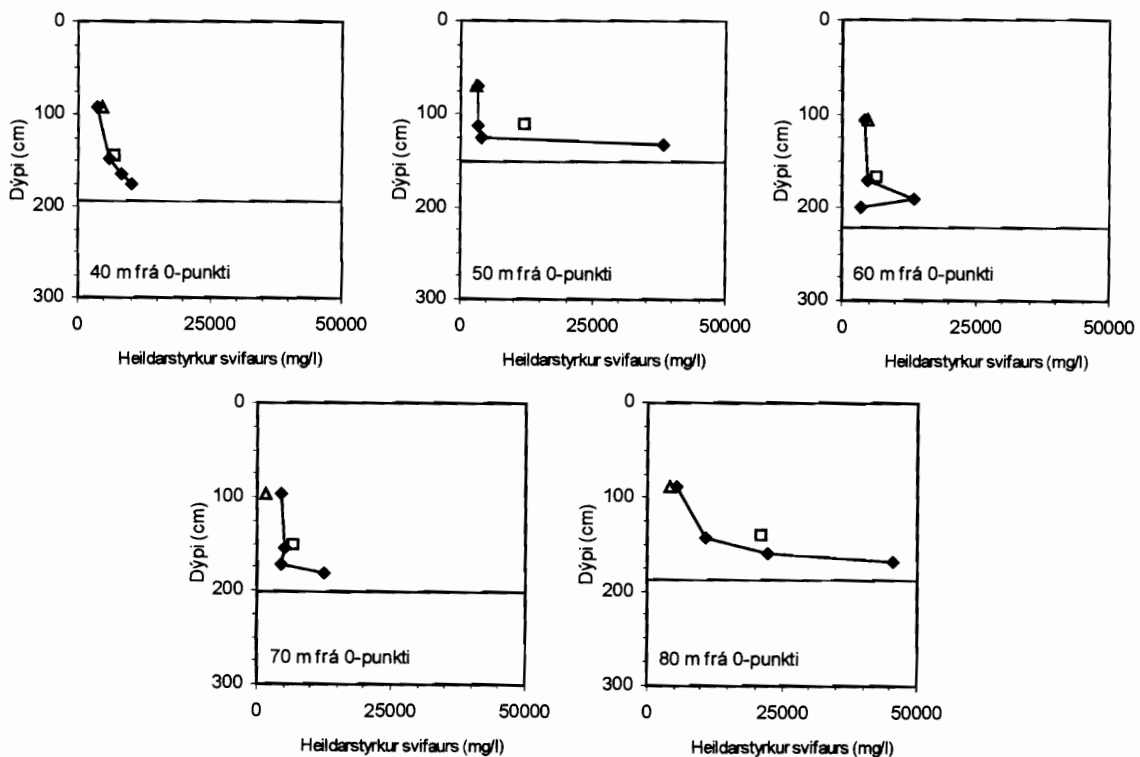 0
100
200
300
Dýpi (cm)
40 m frá 0-punkti
0 25000 50000
Heildarstyrkur svifaurs (mg/l)
0
100
200
300
Dýpi (cm)
50 m frá 0-punkti
0 25000 50000
Heildarstyrkur svifaurs (mg/l)
0
100
200
300
Dýpi (cm)
60 m frá 0-punkti
0 25000 50000
Heildarstyrkur svifaurs (mg/l)
0
100
200
300
Dýpi (cm)
70 m frá 0-punkti
0 25000 50000
Heildarstyrkur svifaurs (mg/l)
0
100
200
300
Dýpi (cm)
80 m frá 0-punkti
0 25000 50000
Heildarstyrkur svifaurs (mg/l)